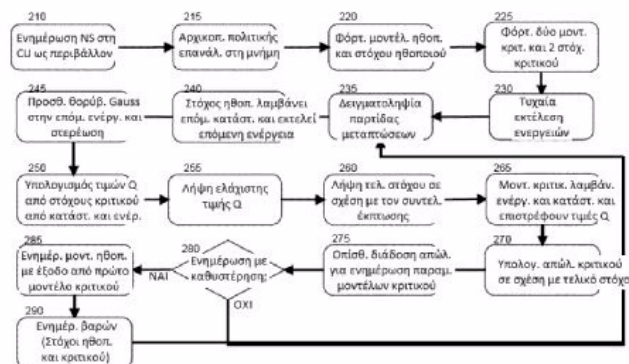 210
Ενημέρωση NS στη
CU ως περιβάλλον
215
Αρχικοπ. πολιτικής
επανάλ. στη μνήμη
220
Φόρτ. μοντέλ. ηθοπ.
και στόχου ηθοποιού
225
Φόρτ. δύο μοντ.
κριτ. και 2 στόχ.
κριτικού
230
Τυχαία
εκτέλεση
ενεργειών
235
Δειγματοληψία
παρτίδας
μεταπτώσεων
240
Στόχος ηθοπ. λαμβάνει
επόμ. κατάστ. και εκτελεί
επόμενη ενέργεια
245
Προσθ. θορύβ. Gauss
στην επόμ. ενέργ. και
στερέωση
250
Υπολογισμός τιμών Q
από στόχους κριτικού
από κατάστ. και ενέρ.
255
Λήψη ελάχιστης
τιμής Q
260
Λήψη τελ. στόχου σε
σχέση με τον συντελ.
έκπτωσης
265
Μοντ. κριτικ. λαμβάν.
ενέργ. και κατάστ. και
επιστρέφουν τιμές Q
270
Υπολογ. απώλ. κριτικού
σε σχέση με τελικό στόχο
275
Οπίσθ. διάδοση απώλ.
για ενημέρωση παραμ.
μοντέλων κριτικού
280
Ενημέρωση με
καθυστέρηση;
ΝΑΙ
ΟΧΙ
285
Ενημέρ. μοντ. ηθοπ.
με έξοδο από πρώτο
μοντέλο κριτικού
290
Ενημέρ. βαρών
(Στόχοι ηθοπ.
και κριτικού)